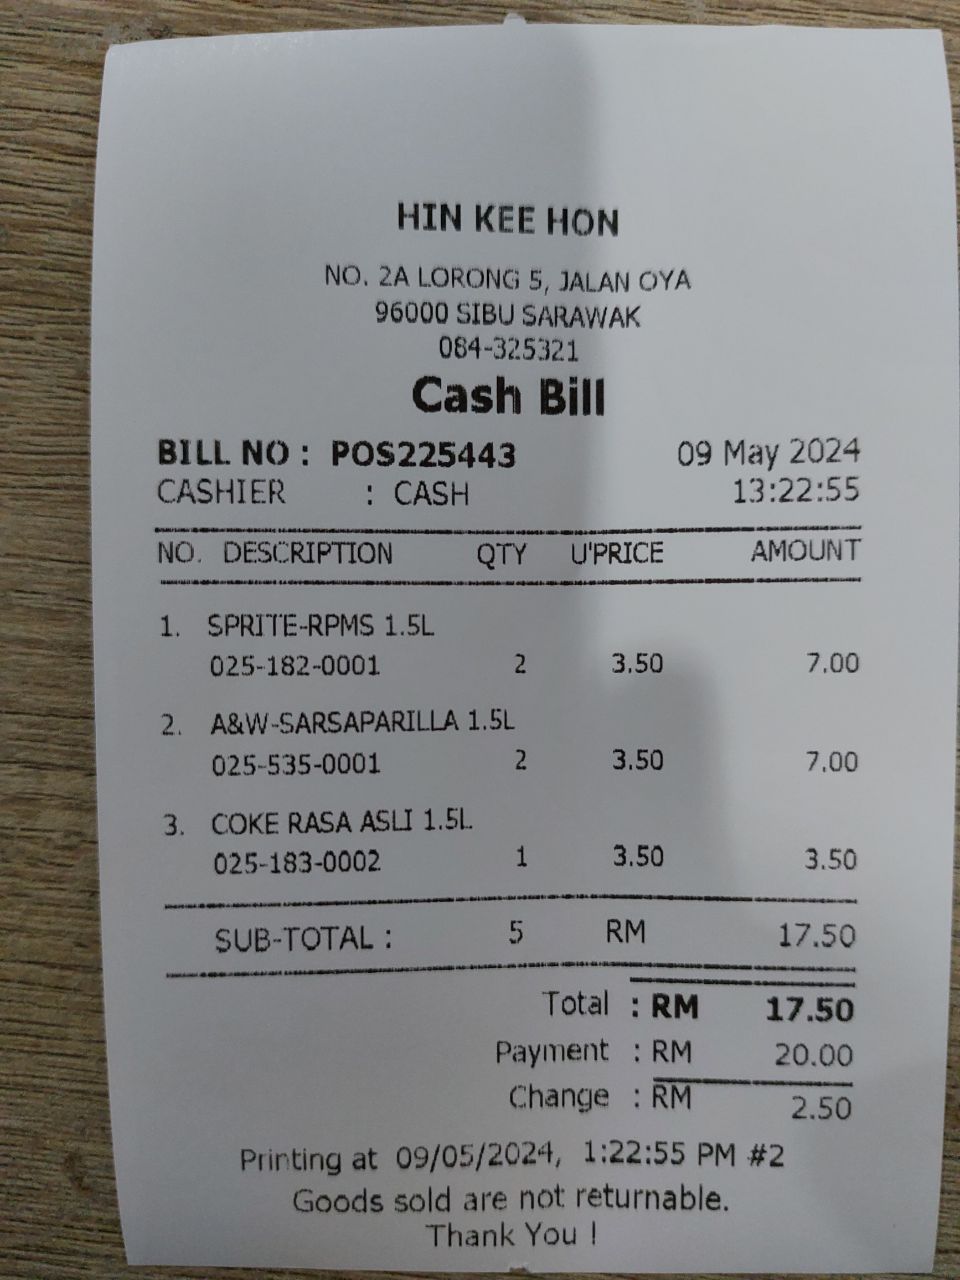 HIN KEE HON
NO. 2A LORONG 5, JALAN OYA
96000 SIBU SARAWAK
084-325321
Cash Bill
BILL NO : POS225443 09 May 2024
CASHIER : CASH 13:22:55
NO. DESCRIPTION QTY U'PRICE AMOUNT
1. SPRITE-RPMS 1.5L
025-182-0001 2 3.50 7.00
2. A&W-SARSAPARILLA 1.5L
025-535-0001 2 3.50 7.00
3. COKE RASA ASLI 1.5L
025-183-0002 1 3.50 3.50
SUB-TOTAL : 5 RM 17.50
Total : RM 17.50
Payment : RM 20.00
Change : RM 2.50
Printing at 09/05/2024, 1:22:55 PM #2
Goods sold are not returnable.
Thank You !